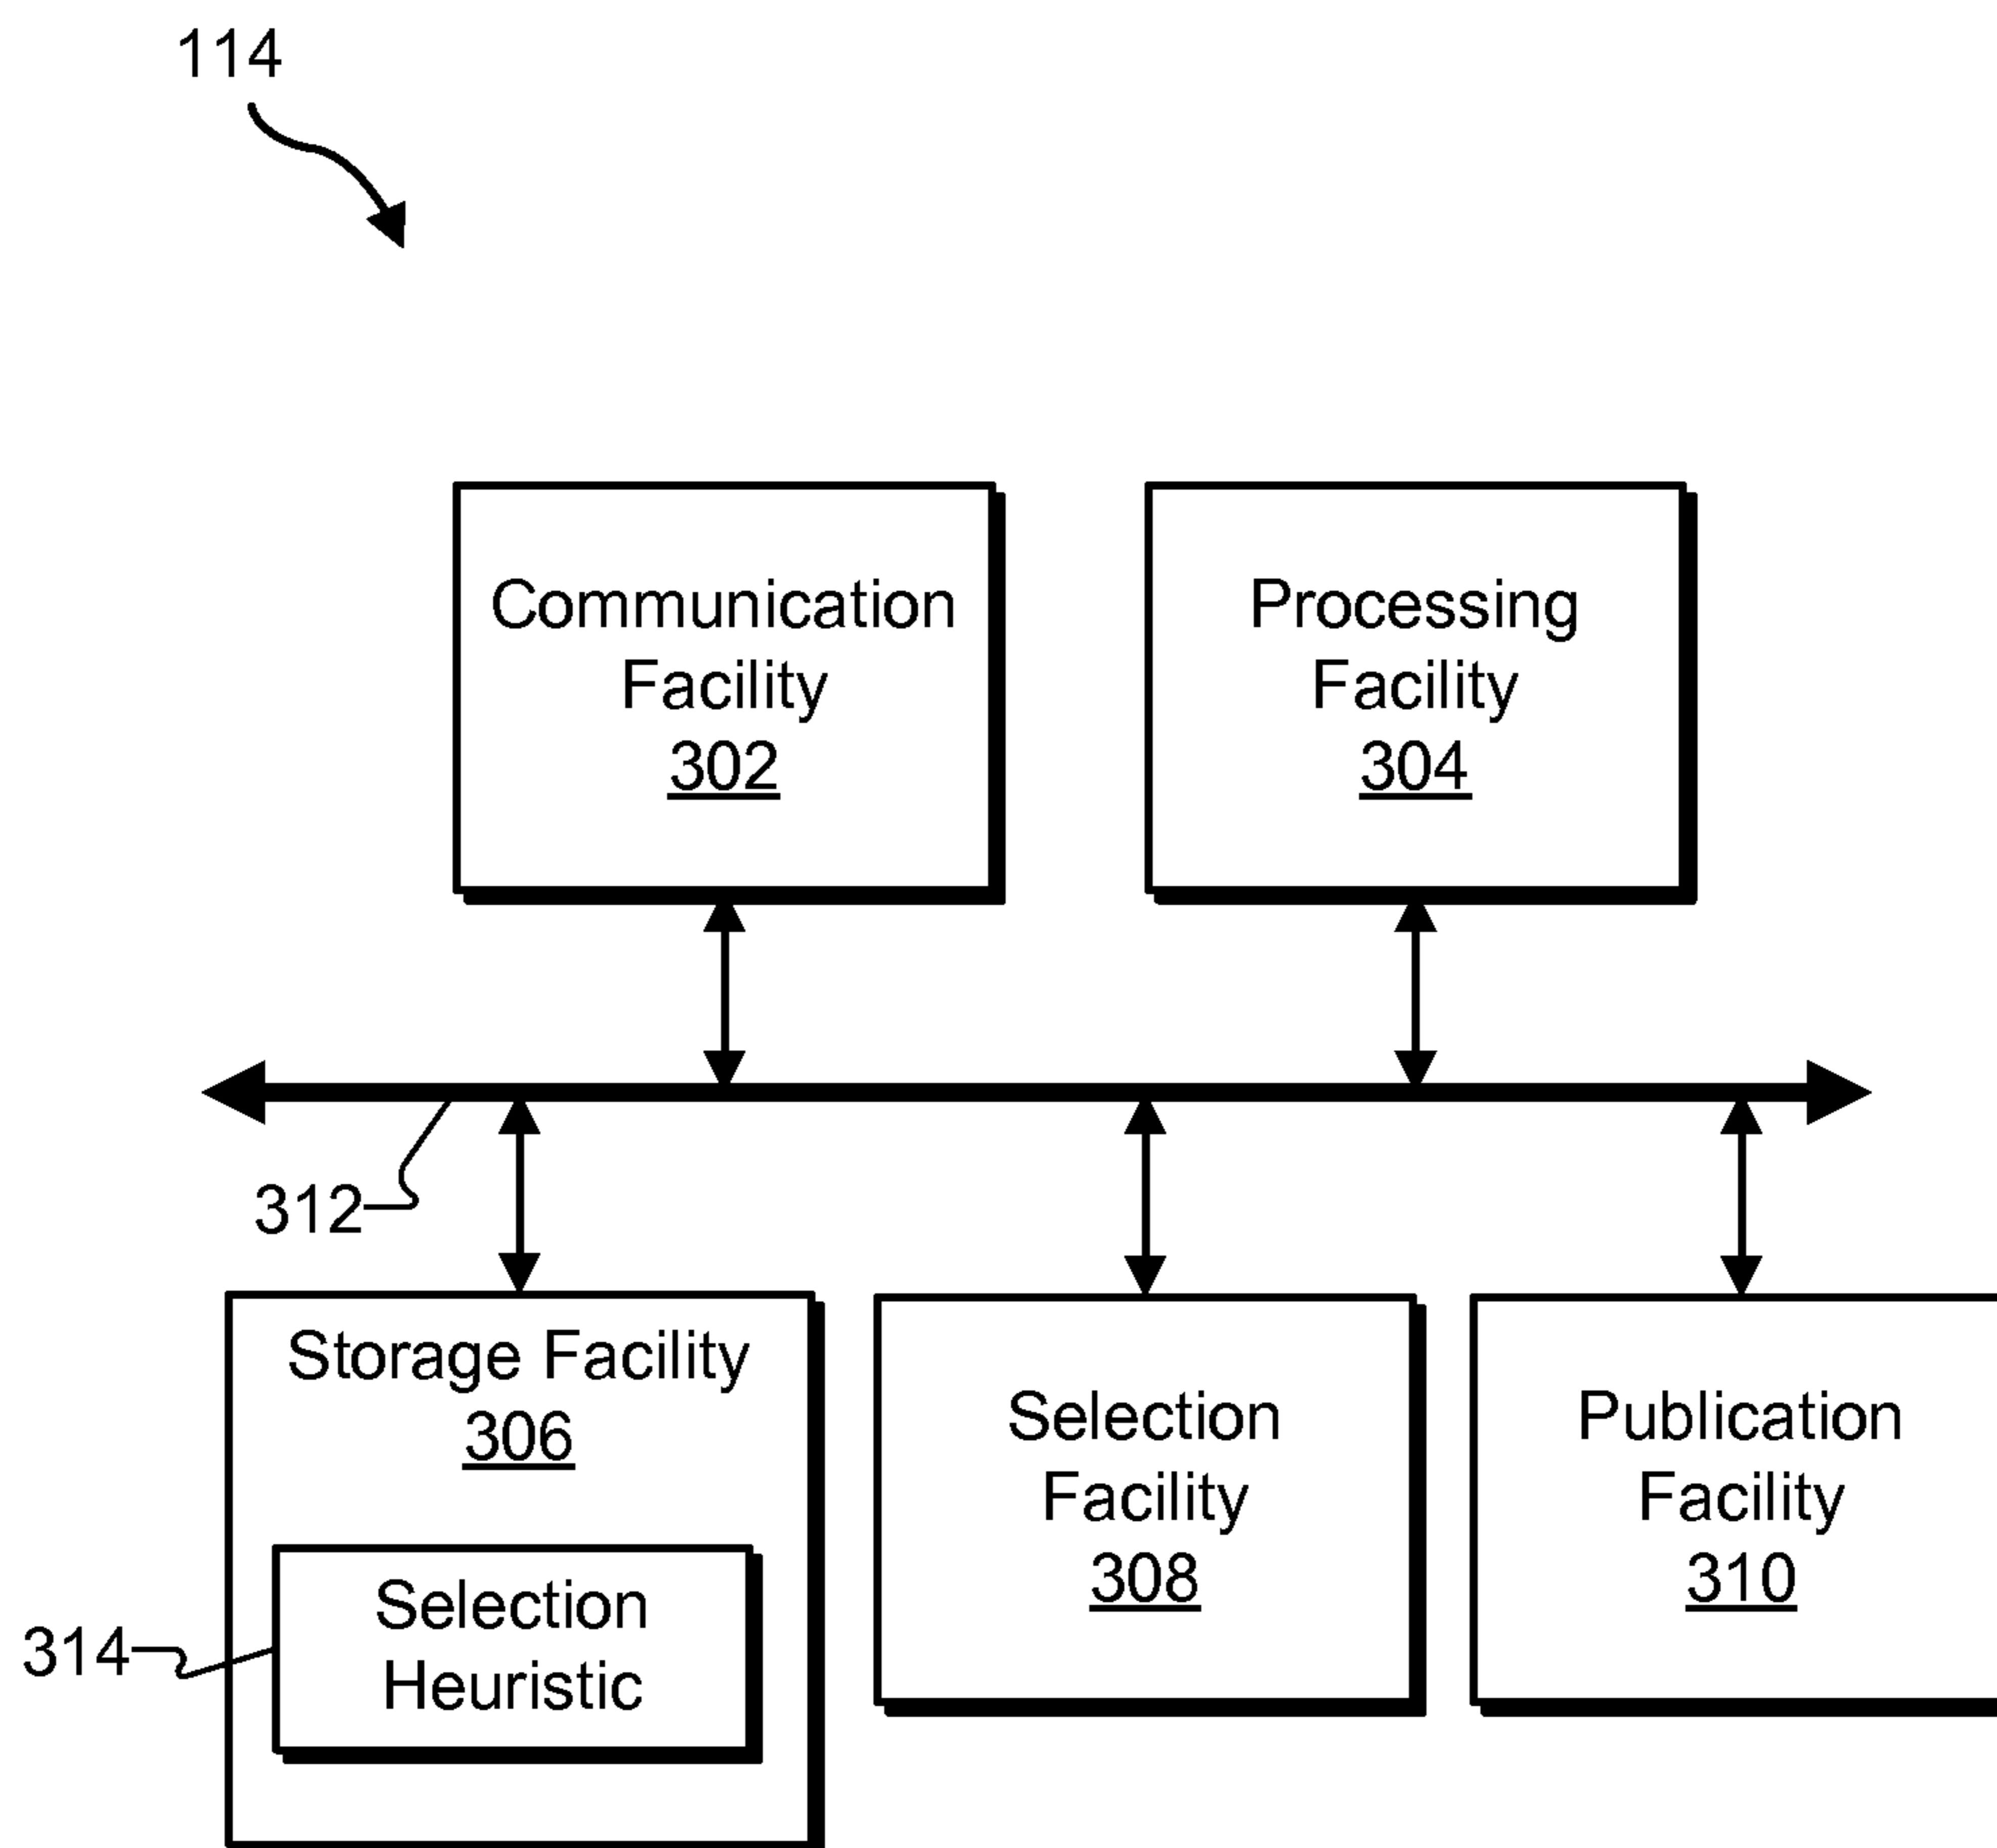 114
Communication
Facility
302
Processing
Facility
304
312
Storage Facility
306
Selection
Heuristic
314
Selection
Facility
308
Publication
Facility
310